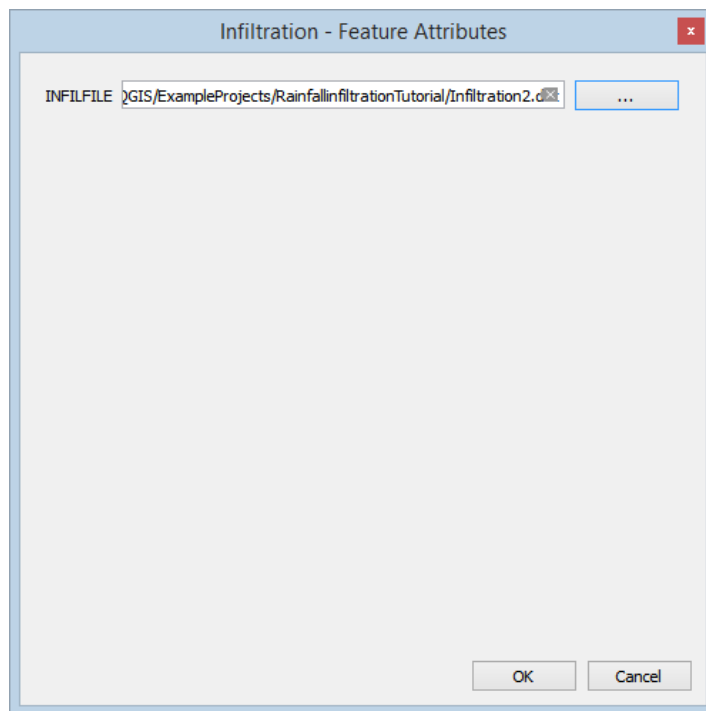 Infiltration - Feature Attributes
x
INFILFILE QGIS/ExampleProjects/RainfallinfiltrationTutorial/Infiltration2.d
...
OK Cancel